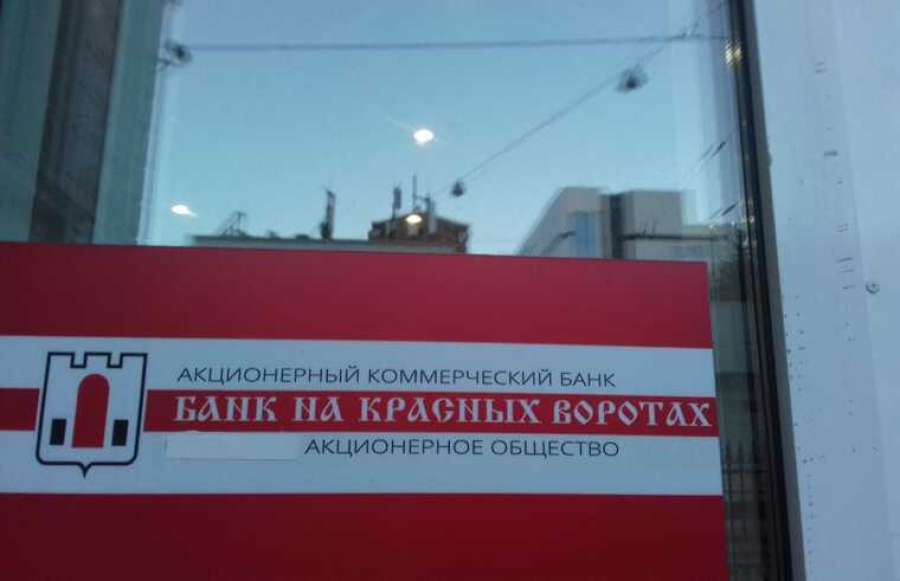 АКЦИОНЕРНЫЙ КОММЕРЧЕСКИЙ БАНК
БАНК НА КРАСНЫХ ВОРОТАХ
АКЦИОНЕРНОЕ ОБЩЕСТВО